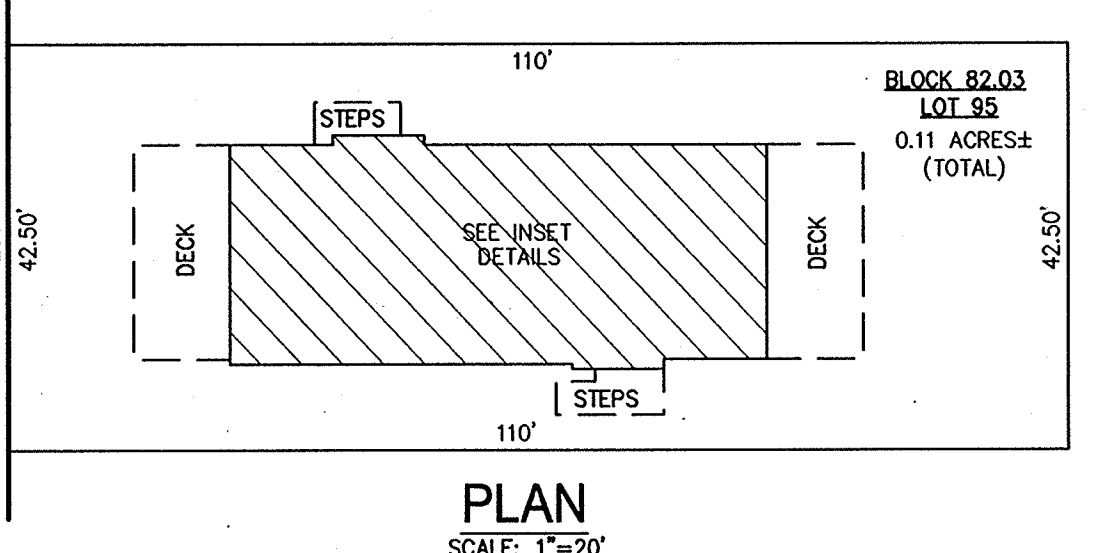 110'
BLOCK 82.03
LOT 95
0.11 ACRES±
(TOTAL)
STEPS
42.50'
DECK
SEE INSET
DETAILS
DECK
42.50'
STEPS
110'
PLAN
SCALE: 1"=20'